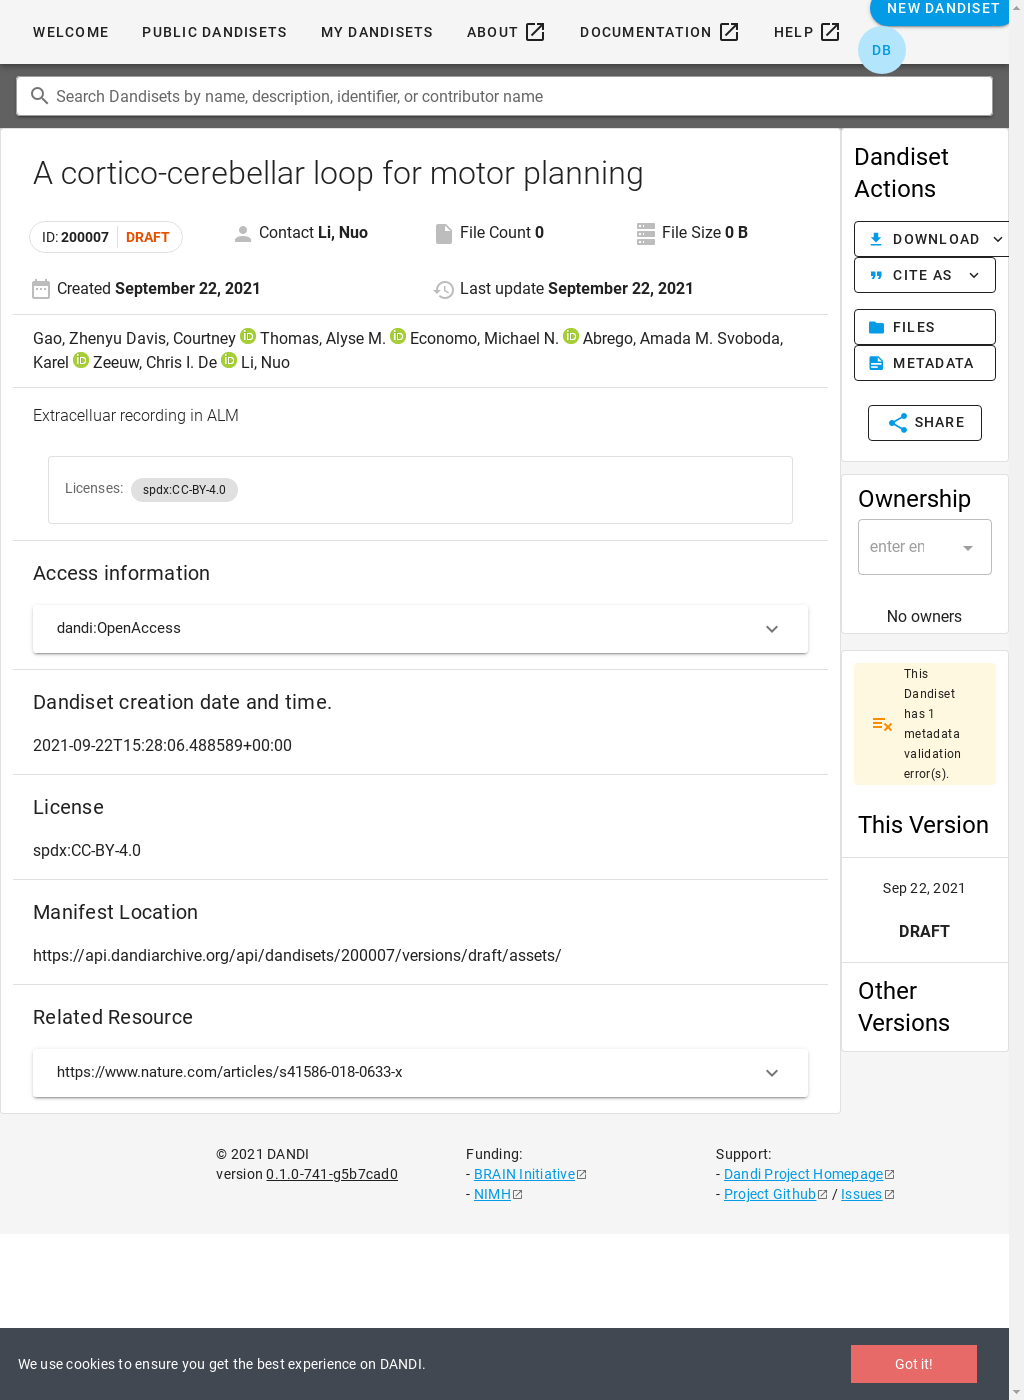 WELCOME PUBLIC DANDISETS MY DANDISETS ABOUT DOCUMENTATION HELP NEW DANDISET
DB
Search Dandisets by name, description, identifier, or contributor name
A cortico-cerebellar loop for motor planning
ID: 200007 DRAFT Contact Li, Nuo File Count 0 File Size 0 B
Created September 22, 2021 Last update September 22, 2021
Gao, Zhenyu Davis, Courtney iD Thomas, Alyse M. iD Economo, Michael N. iD Abrego, Amada M. Svoboda,
Karel iD Zeeuw, Chris I. De iD Li, Nuo
Extracelluar recording in ALM
Licenses: spdx:CC-BY-4.0
Access information
dandi:OpenAccess
Dandiset creation date and time.
2021-09-22T15:28:06.488589+00:00
License
spdx:CC-BY-4.0
Manifest Location
https://api.dandiarchive.org/api/dandisets/200007/versions/draft/assets/
Related Resource
https://www.nature.com/articles/s41586-018-0633-x
Dandiset
Actions
DOWNLOAD
CITE AS
FILES
METADATA
SHARE
Ownership
enter en
No owners
This
Dandiset
has 1
metadata
validation
error(s).
This Version
Sep 22, 2021
DRAFT
Other
Versions
© 2021 DANDI
version 0.1.0-741-g5b7cad0
Funding:
- BRAIN Initiative
- NIMH
Support:
- Dandi Project Homepage
- Project Github / Issues
We use cookies to ensure you get the best experience on DANDI.
Got it!